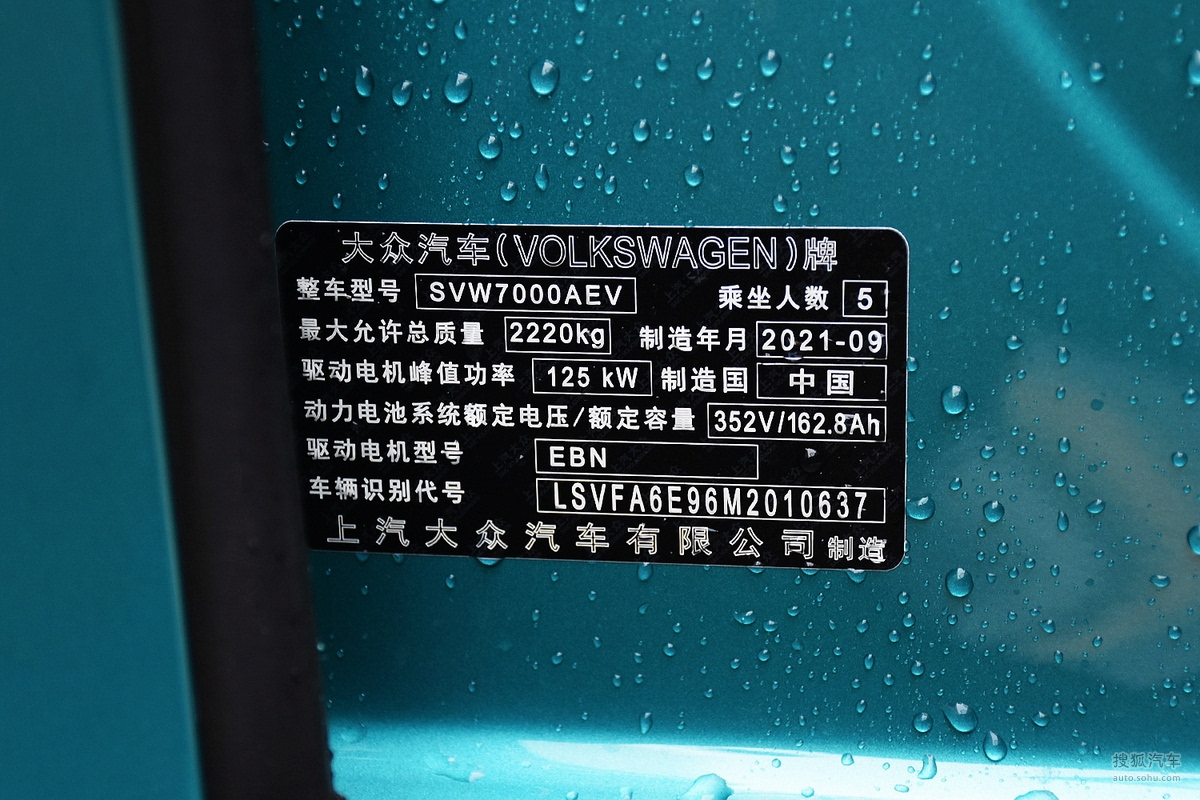 大众汽车(VOLKSWAGEN)牌
整车型号 SVW7000AEV 乘坐人数 5
最大允许总质量 2220kg 制造年月 2021-09
驱动电机峰值功率 125 kW 制造国 中国
动力电池系统额定电压/额定容量 352V/162.8Ah
驱动电机型号 EBN
车辆识别代号 LSVFA6E96M2010637
上汽大众汽车有限公司 制造
搜狐汽车
auto.sohu.com